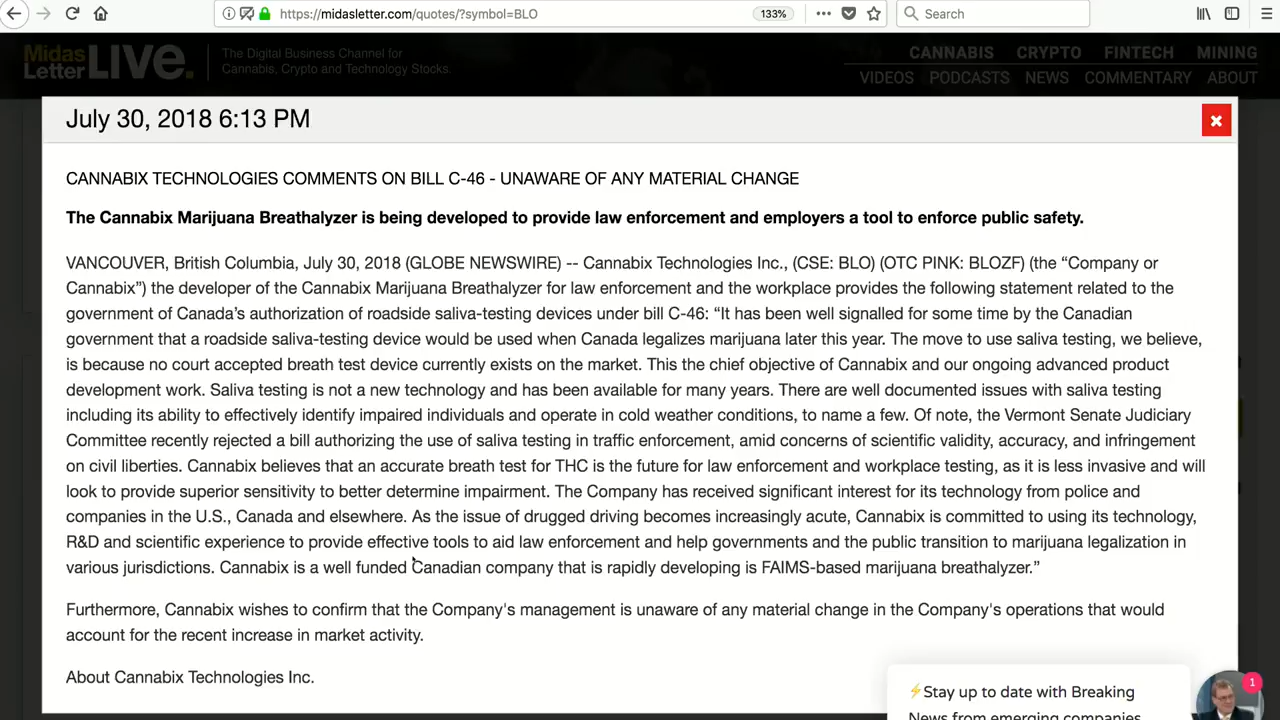 https://midasletter.com/quotes/?symbol=BLO
133%
Search
Midas Letter LIVE.
The Digital Business Channel for
Cannabis, Crypto and Technology Stocks.
CANNABIS CRYPTO FINTECH MINING
VIDEOS PODCASTS NEWS COMMENTARY ABOUT
July 30, 2018 6:13 PM
CANNABIX TECHNOLOGIES COMMENTS ON BILL C-46 - UNAWARE OF ANY MATERIAL CHANGE
The Cannabix Marijuana Breathalyzer is being developed to provide law enforcement and employers a tool to enforce public safety.
VANCOUVER, British Columbia, July 30, 2018 (GLOBE NEWSWIRE) -- Cannabix Technologies Inc., (CSE: BLO) (OTC PINK: BLOZF) (the “Company or
Cannabix”) the developer of the Cannabix Marijuana Breathalyzer for law enforcement and the workplace provides the following statement related to the
government of Canada’s authorization of roadside saliva-testing devices under bill C-46: “It has been well signalled for some time by the Canadian
government that a roadside saliva-testing device would be used when Canada legalizes marijuana later this year. The move to use saliva testing, we believe,
is because no court accepted breath test device currently exists on the market. This the chief objective of Cannabix and our ongoing advanced product
development work. Saliva testing is not a new technology and has been available for many years. There are well documented issues with saliva testing
including its ability to effectively identify impaired individuals and operate in cold weather conditions, to name a few. Of note, the Vermont Senate Judiciary
Committee recently rejected a bill authorizing the use of saliva testing in traffic enforcement, amid concerns of scientific validity, accuracy, and infringement
on civil liberties. Cannabix believes that an accurate breath test for THC is the future for law enforcement and workplace testing, as it is less invasive and will
look to provide superior sensitivity to better determine impairment. The Company has received significant interest for its technology from police and
companies in the U.S., Canada and elsewhere. As the issue of drugged driving becomes increasingly acute, Cannabix is committed to using its technology,
R&D and scientific experience to provide effective tools to aid law enforcement and help governments and the public transition to marijuana legalization in
various jurisdictions. Cannabix is a well funded Canadian company that is rapidly developing is FAIMS-based marijuana breathalyzer.”
Furthermore, Cannabix wishes to confirm that the Company's management is unaware of any material change in the Company's operations that would
account for the recent increase in market activity.
About Cannabix Technologies Inc.
⚡Stay up to date with Breaking
News from emerging companies
1